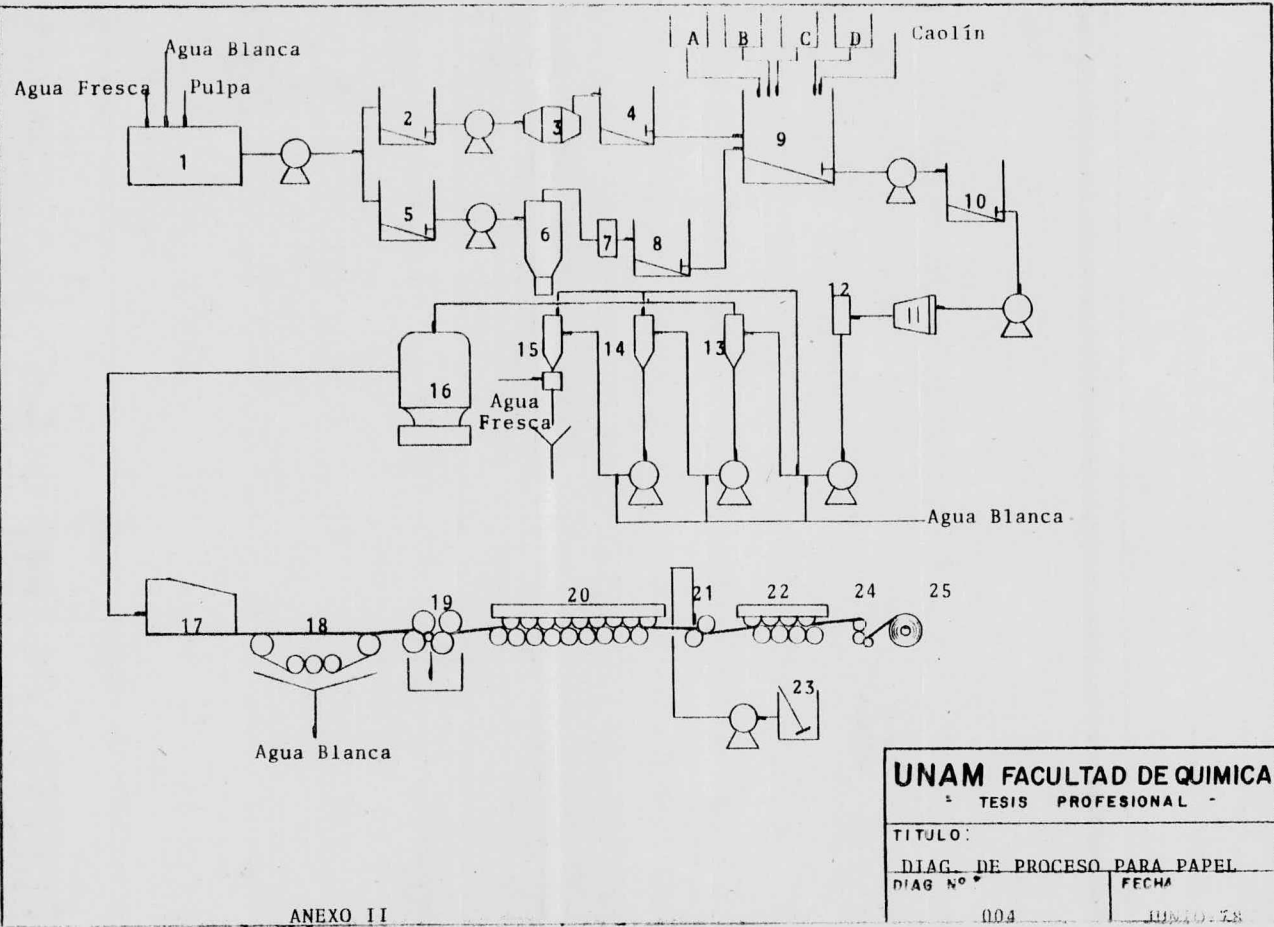 A B C D Caolín
Agua Blanca
Agua Fresca Pulpa
1
2
3
4
9
5
6
7
8
10
12
15
14
13
16
Agua
Fresca
Agua Blanca
17
18
19
20
21
22
24
25
23
Agua Blanca
UNAM FACULTAD DE QUIMICA
TESIS PROFESIONAL -
TITULO:
DIAG. DE PROCESO PARA PAPEL
DIAG Nº
FECHA
004
JUNIO-78
ANEXO II